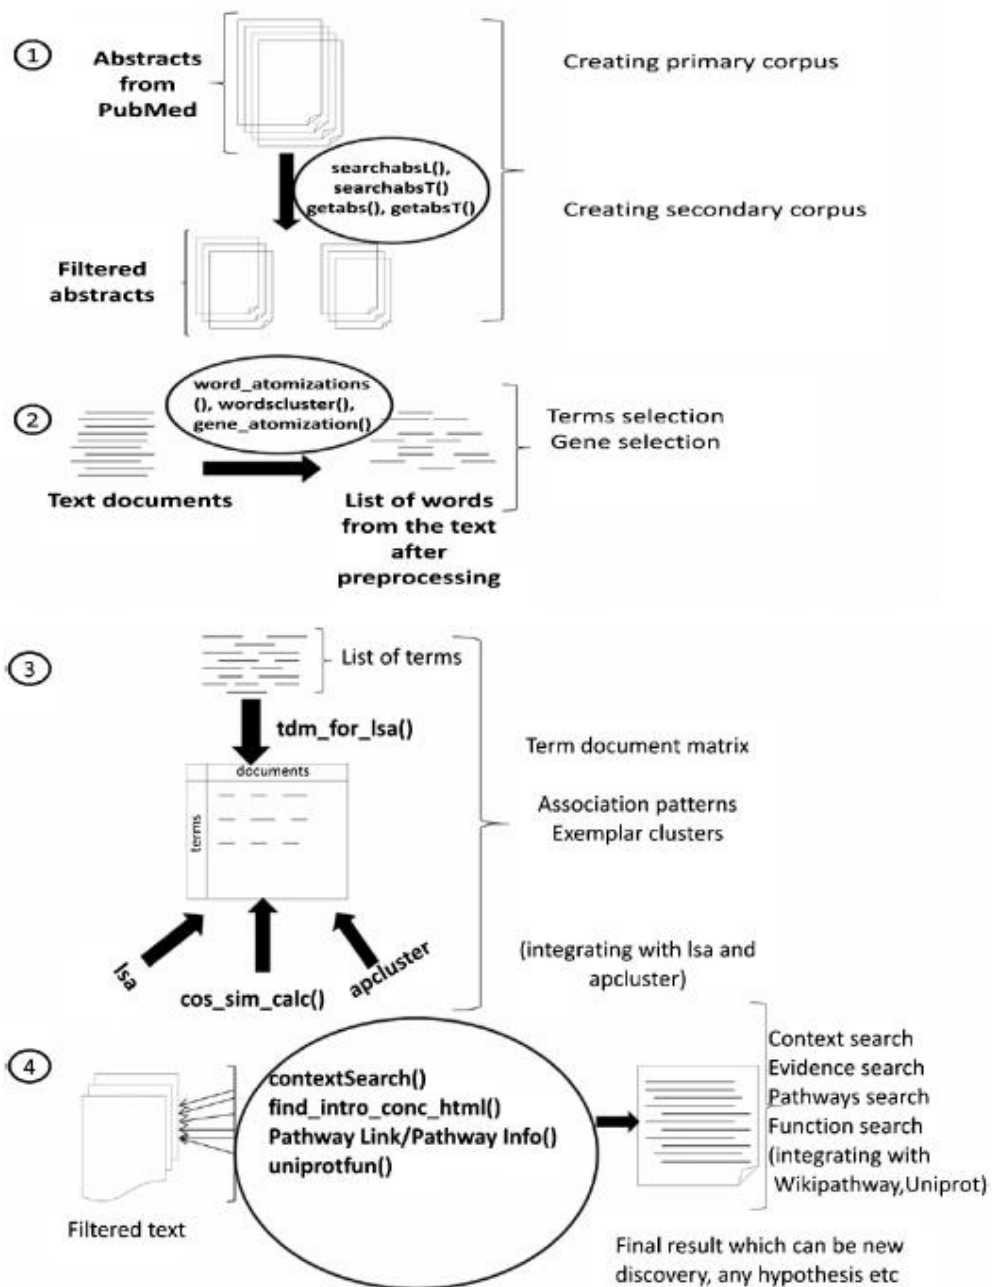 1
Abstracts
from
PubMed
Creating primary corpus
searchabsL(),
searchabsT()
getabs(), getabsT()
Creating secondary corpus
Filtered
abstracts
2
word_atomizations
(), wordscluster(),
gene_atomization()
Terms selection
Gene selection
Text documents
List of words
from the text
after
preprocessing
3
List of terms
tdm_for_lsa()
documents
terms
Term document matrix
Association patterns
Exemplar clusters
lsa
cos_sim_calc()
apcluster
(integrating with lsa and
apcluster)
4
contextSearch()
find_intro_conc_html()
Pathway Link/Pathway Info()
uniprotfun()
Context search
Evidence search
Pathways search
Function search
(integrating with
Wikipathway,Uniprot)
Filtered text
Final result which can be new
discovery, any hypothesis etc